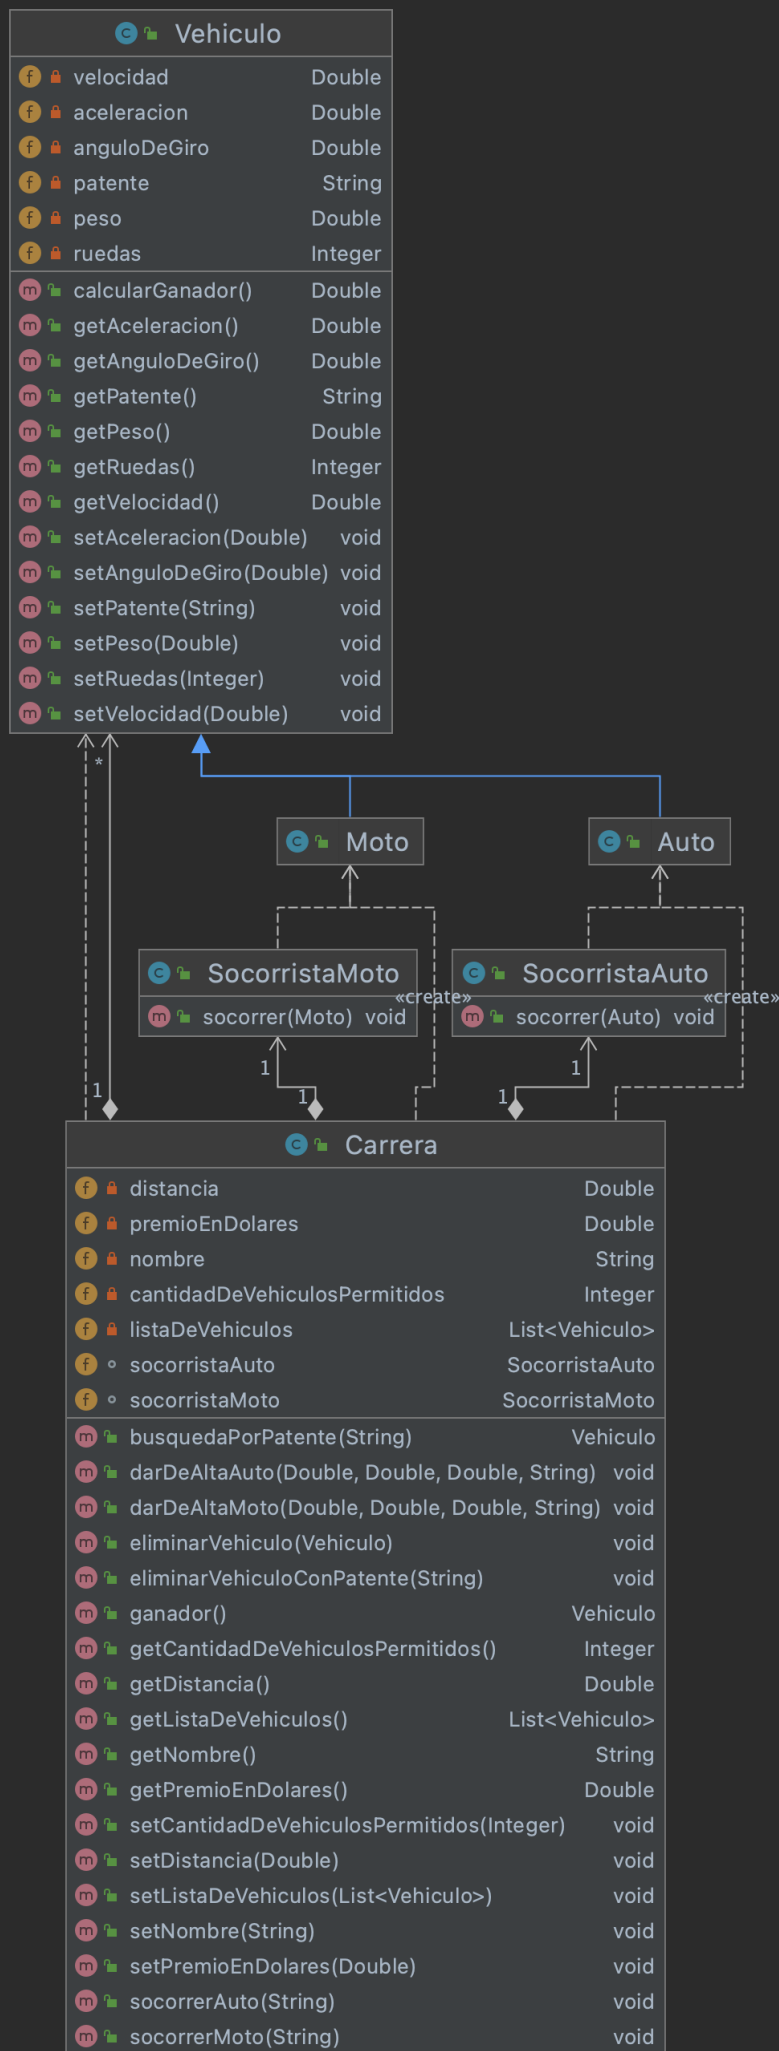 Vehiculo
velocidad Double
aceleracion Double
anguloDeGiro Double
patente String
peso Double
ruedas Integer
calcularGanador() Double
getAceleracion() Double
getAnguloDeGiro() Double
getPatente() String
getPeso() Double
getRuedas() Integer
getVelocidad() Double
setAceleracion(Double) void
setAnguloDeGiro(Double) void
setPatente(String) void
setPeso(Double) void
setRuedas(Integer) void
setVelocidad(Double) void
*
Moto Auto
SocorristaMoto SocorristaAuto
«create» «create»
socorrer(Moto) void socorrer(Auto) void
1 1
1 1 1
Carrera
distancia Double
premioEnDolares Double
nombre String
cantidadDeVehiculosPermitidos Integer
listaDeVehiculos List<Vehiculo>
socorristaAuto SocorristaAuto
socorristaMoto SocorristaMoto
busquedaPorPatente(String) Vehiculo
darDeAltaAuto(Double, Double, Double, String) void
darDeAltaMoto(Double, Double, Double, String) void
eliminarVehiculo(Vehiculo) void
eliminarVehiculoConPatente(String) void
ganador() Vehiculo
getCantidadDeVehiculosPermitidos() Integer
getDistancia() Double
getListaDeVehiculos() List<Vehiculo>
getNombre() String
getPremioEnDolares() Double
setCantidadDeVehiculosPermitidos(Integer) void
setDistancia(Double) void
setListaDeVehiculos(List<Vehiculo>) void
setNombre(String) void
setPremioEnDolares(Double) void
socorrerAuto(String) void
socorrerMoto(String) void